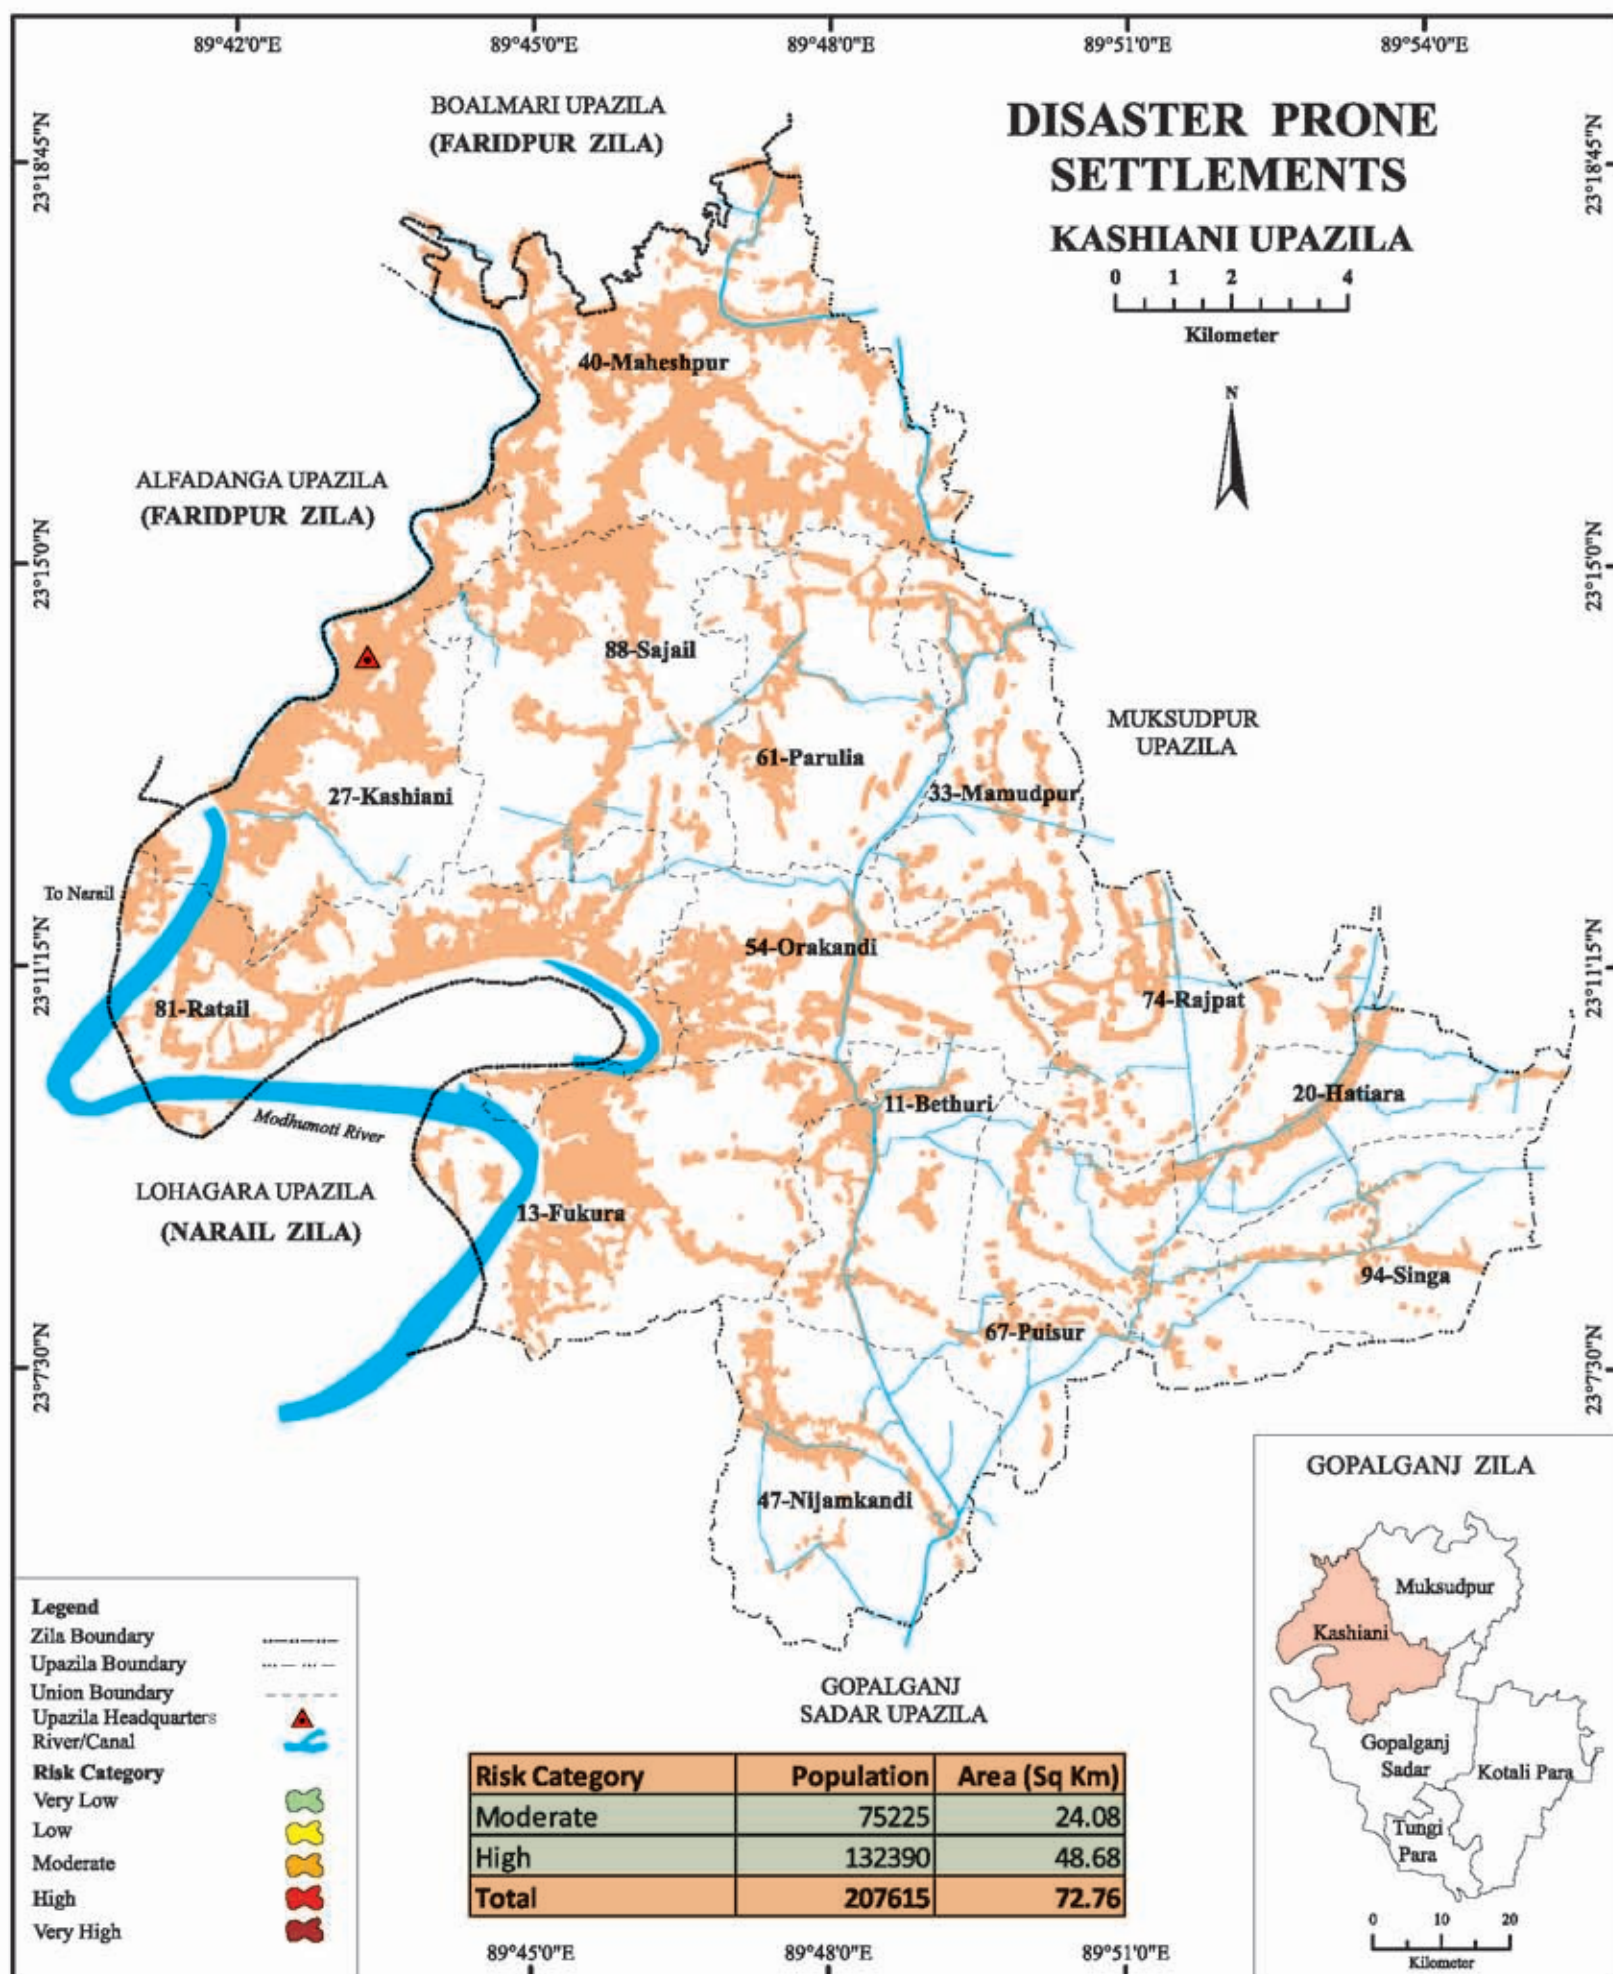 89°42'0"E 89°45'0"E 89°48'0"E 89°51'0"E 89°54'0"E
BOALMARI UPAZILA
(FARIDPUR ZILA)
DISASTER PRONE
SETTLEMENTS
KASHIANI UPAZILA
0 1 2 4
Kilometer
N
23°18'45"N
23°18'45"N
40-Maheshpur
ALFADANGA UPAZILA
(FARIDPUR ZILA)
23°15'0"N
23°15'0"N
88-Sajail
MUKSUDPUR
UPAZILA
61-Parulia
27-Kashiani
33-Mamudpur
To Narail
54-Orakandi
23°11'15"N
23°11'15"N
74-Rajpat
81-Ratail
20-Hatiara
11-Bethuri
Modhumoti River
LOHAGARA UPAZILA
(NARAIL ZILA)
13-Fukura
94-Singa
67-Puisur
23°7'30"N
23°7'30"N
47-Nijamkandi
GOPALGANJ
SADAR UPAZILA
Legend
Zila Boundary
Upazila Boundary
Union Boundary
Upazila Headquarters
River/Canal
Risk Category
Very Low
Low
Moderate
High
Very High
Risk Category Population Area (Sq Km)
Moderate 75225 24.08
High 132390 48.68
Total 207615 72.76
GOPALGANJ ZILA
Muksudpur
Kashiani
Gopalganj
Sadar
Kotali Para
Tungi
Para
0 10 20
Kilometer
89°45'0"E 89°48'0"E 89°51'0"E